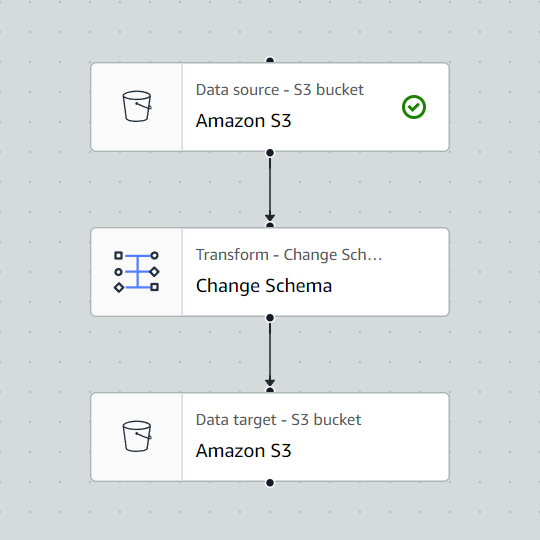 Data source - S3 bucket
Amazon S3
Transform - Change Sch...
Change Schema
Data target - S3 bucket
Amazon S3